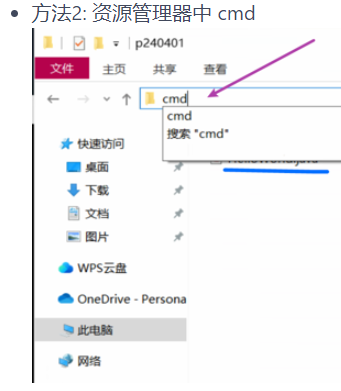 方法2: 资源管理器中 cmd
p240401
文件 主页 共享 查看
cmd
cmd
搜索 "cmd"
快速访问
桌面
下载
文档
图片
WPS云盘
OneDrive - Persona
此电脑
网络